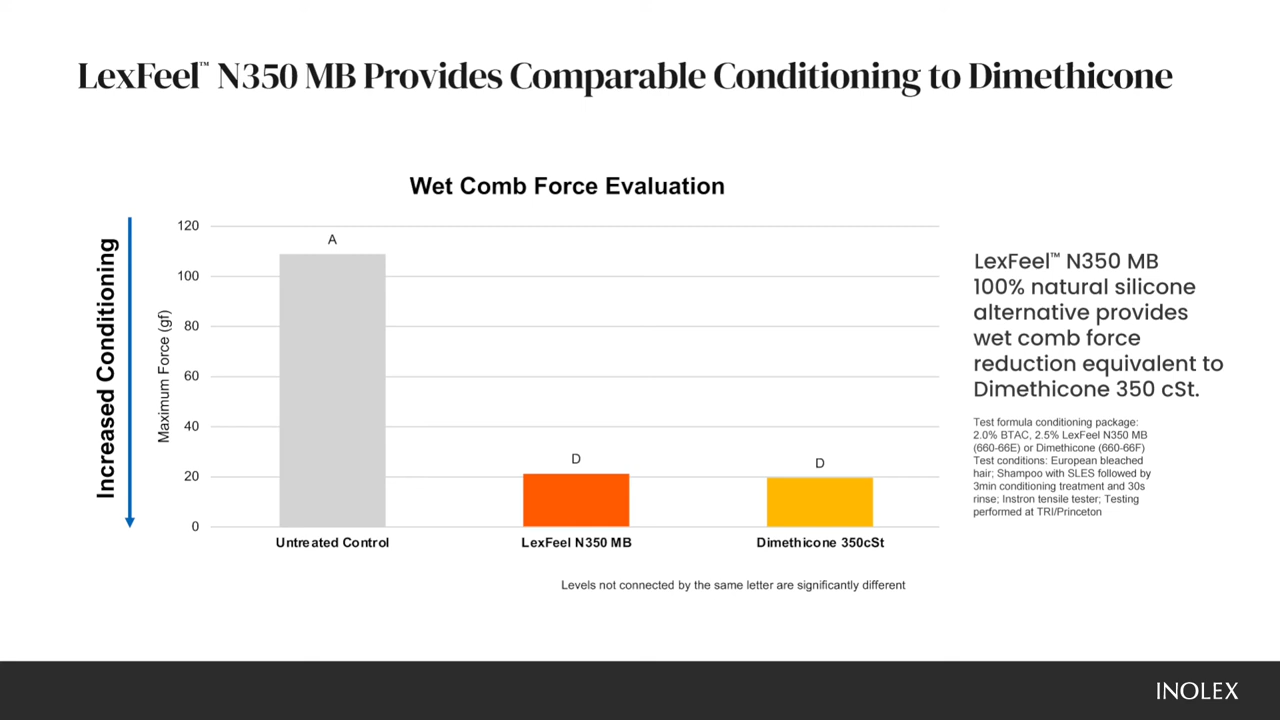 LexFeel™ N350 MB Provides Comparable Conditioning to Dimethicone
Wet Comb Force Evaluation
Increased Conditioning
Maximum Force (gf)
120
100
80
60
40
20
0
A
D
D
Untreated Control
LexFeel N350 MB
Dimethicone 350cSt
Levels not connected by the same letter are significantly different
LexFeel™ N350 MB
100% natural silicone
alternative provides
wet comb force
reduction equivalent to
Dimethicone 350 cSt.
Test formula conditioning package:
2.0% BTAC, 2.5% LexFeel N350 MB
(660-66E) or Dimethicone (660-66F)
Test conditions: European bleached
hair; Shampoo with SLES followed by
3min conditioning treatment and 30s
rinse; Instron tensile tester; Testing
performed at TRI/Princeton
INOLEX